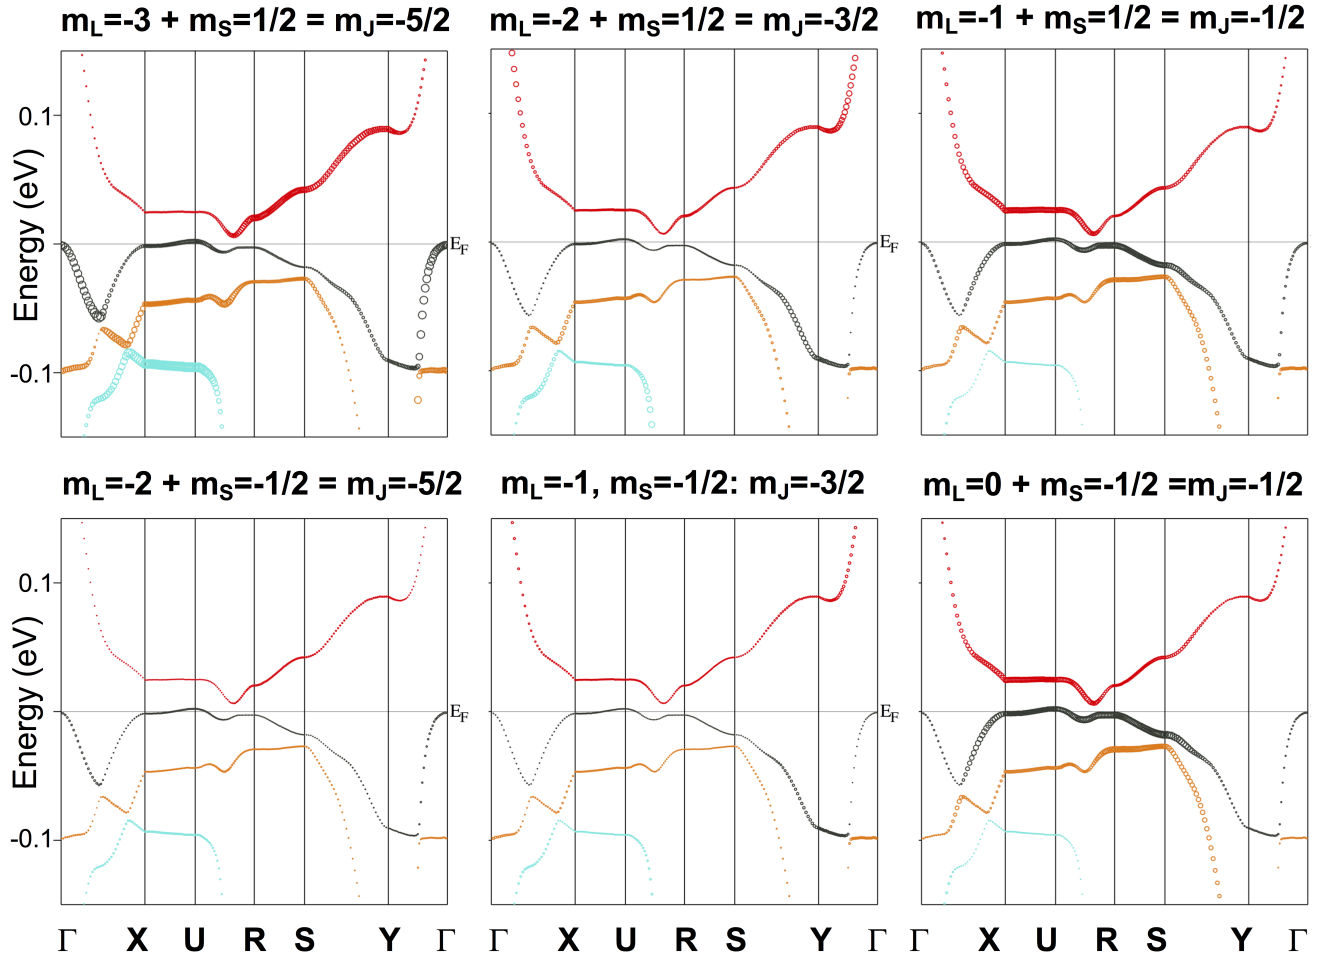 mL=-3 + mS=1/2 = mJ=-5/2
mL=-2 + mS=1/2 = mJ=-3/2
mL=-1 + mS=1/2 = mJ=-1/2
Energy (eV)
0.1
-0.1
EF
EF
mL=-2 + mS=-1/2 = mJ=-5/2
mL=-1, mS=-1/2: mJ=-3/2
mL=0 + mS=-1/2 =mJ=-1/2
Energy (eV)
0.1
-0.1
EF
EF
Γ X U R S Y Γ
Γ X U R S Y Γ
Γ X U R S Y Γ